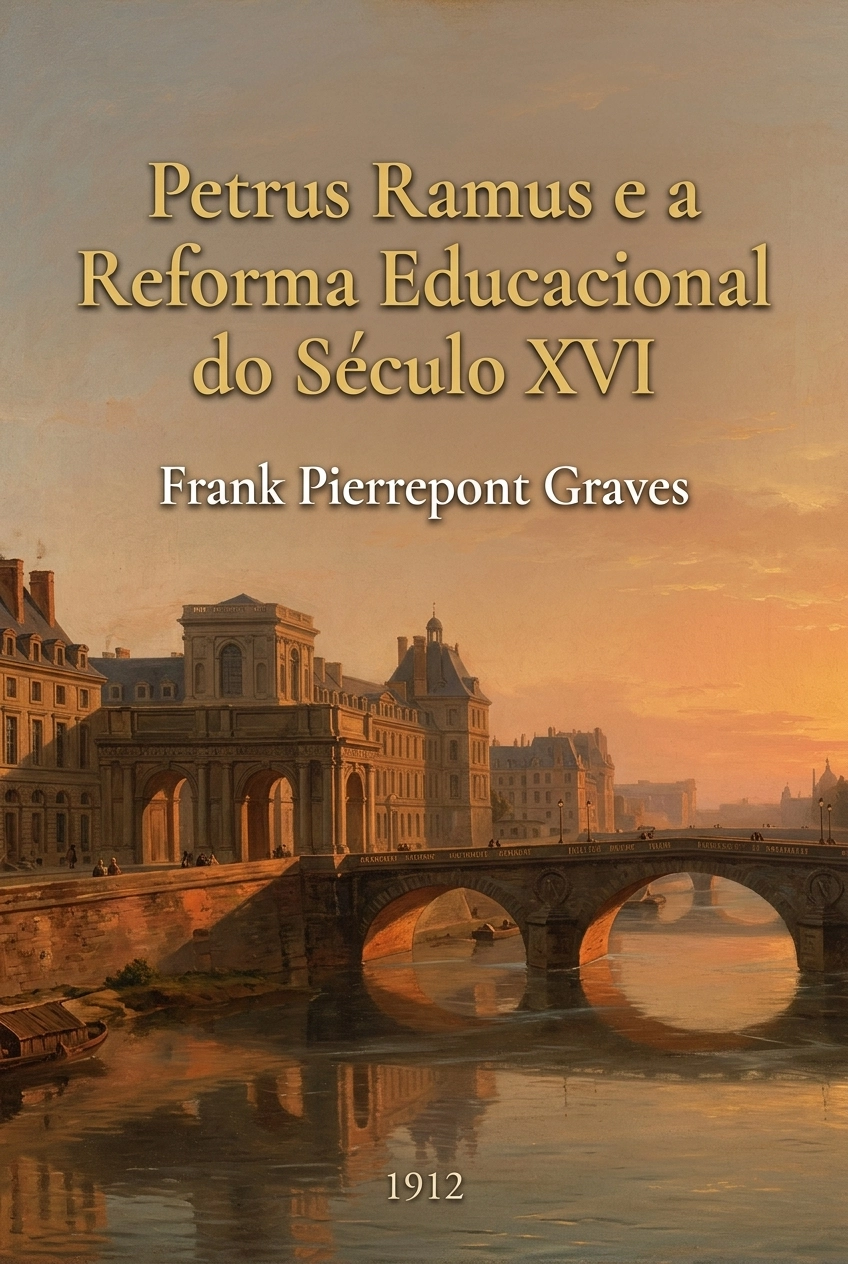 Petrus Ramus e a
Reforma Educacional
do Século XVI
Frank Pierrepont Graves
1912